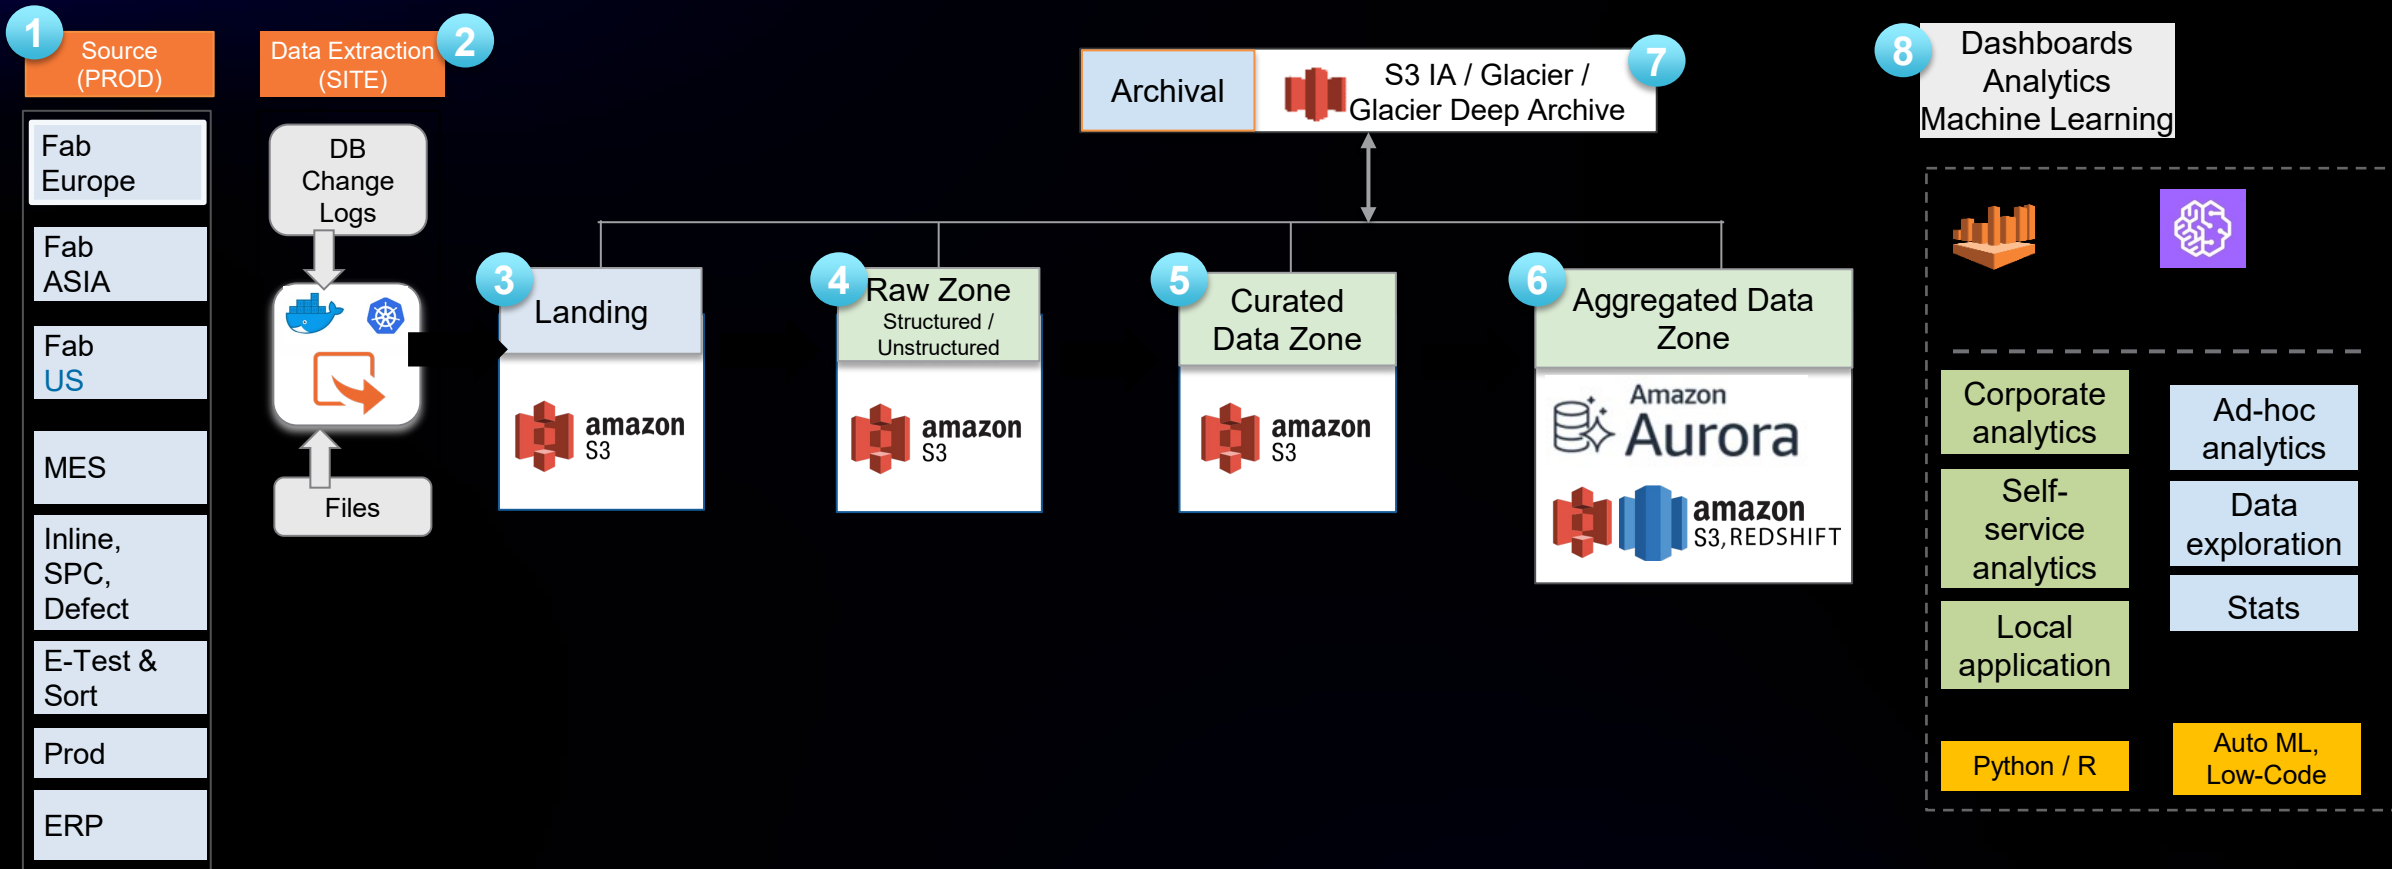 1
Source
(PROD)
Fab
Europe
Fab
ASIA
Fab
US
MES
Inline,
SPC,
Defect
E-Test &
Sort
Prod
ERP
2
Data Extraction
(SITE)
DB
Change
Logs
Files
3
Landing
amazon
S3
4
Raw Zone
Structured /
Unstructured
amazon
S3
5
Curated
Data Zone
amazon
S3
6
Aggregated Data
Zone
Amazon
Aurora
amazon
S3, REDSHIFT
7
Archival
S3 IA / Glacier /
Glacier Deep Archive
8
Dashboards
Analytics
Machine Learning
Corporate
analytics
Self-
service
analytics
Local
application
Python / R
Ad-hoc
analytics
Data
exploration
Stats
Auto ML,
Low-Code